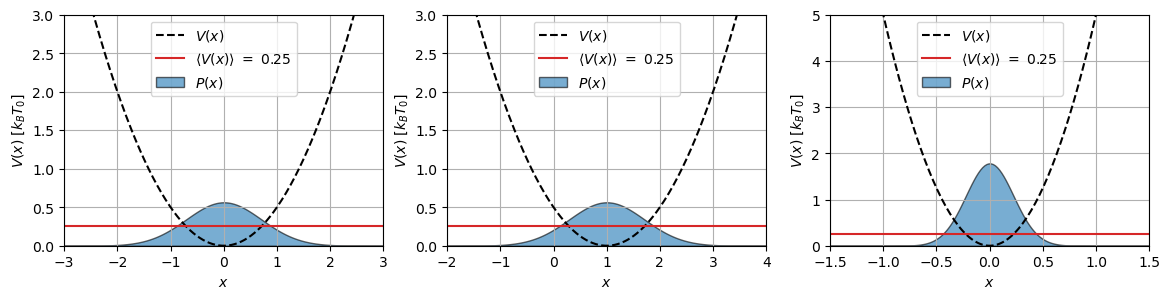 3.0
2.5
2.0
1.5
1.0
0.5
0.0
V(x) [k_BT_0]
V(x)
⟨V(x)⟩ = 0.25
P(x)
−3 −2 −1 0 1 2 3
x
3.0
2.5
2.0
1.5
1.0
0.5
0.0
V(x) [k_BT_0]
V(x)
⟨V(x)⟩ = 0.25
P(x)
−2 −1 0 1 2 3 4
x
5
4
3
2
1
0
V(x) [k_BT_0]
V(x)
⟨V(x)⟩ = 0.25
P(x)
−1.5 −1.0 −0.5 0.0 0.5 1.0 1.5
x